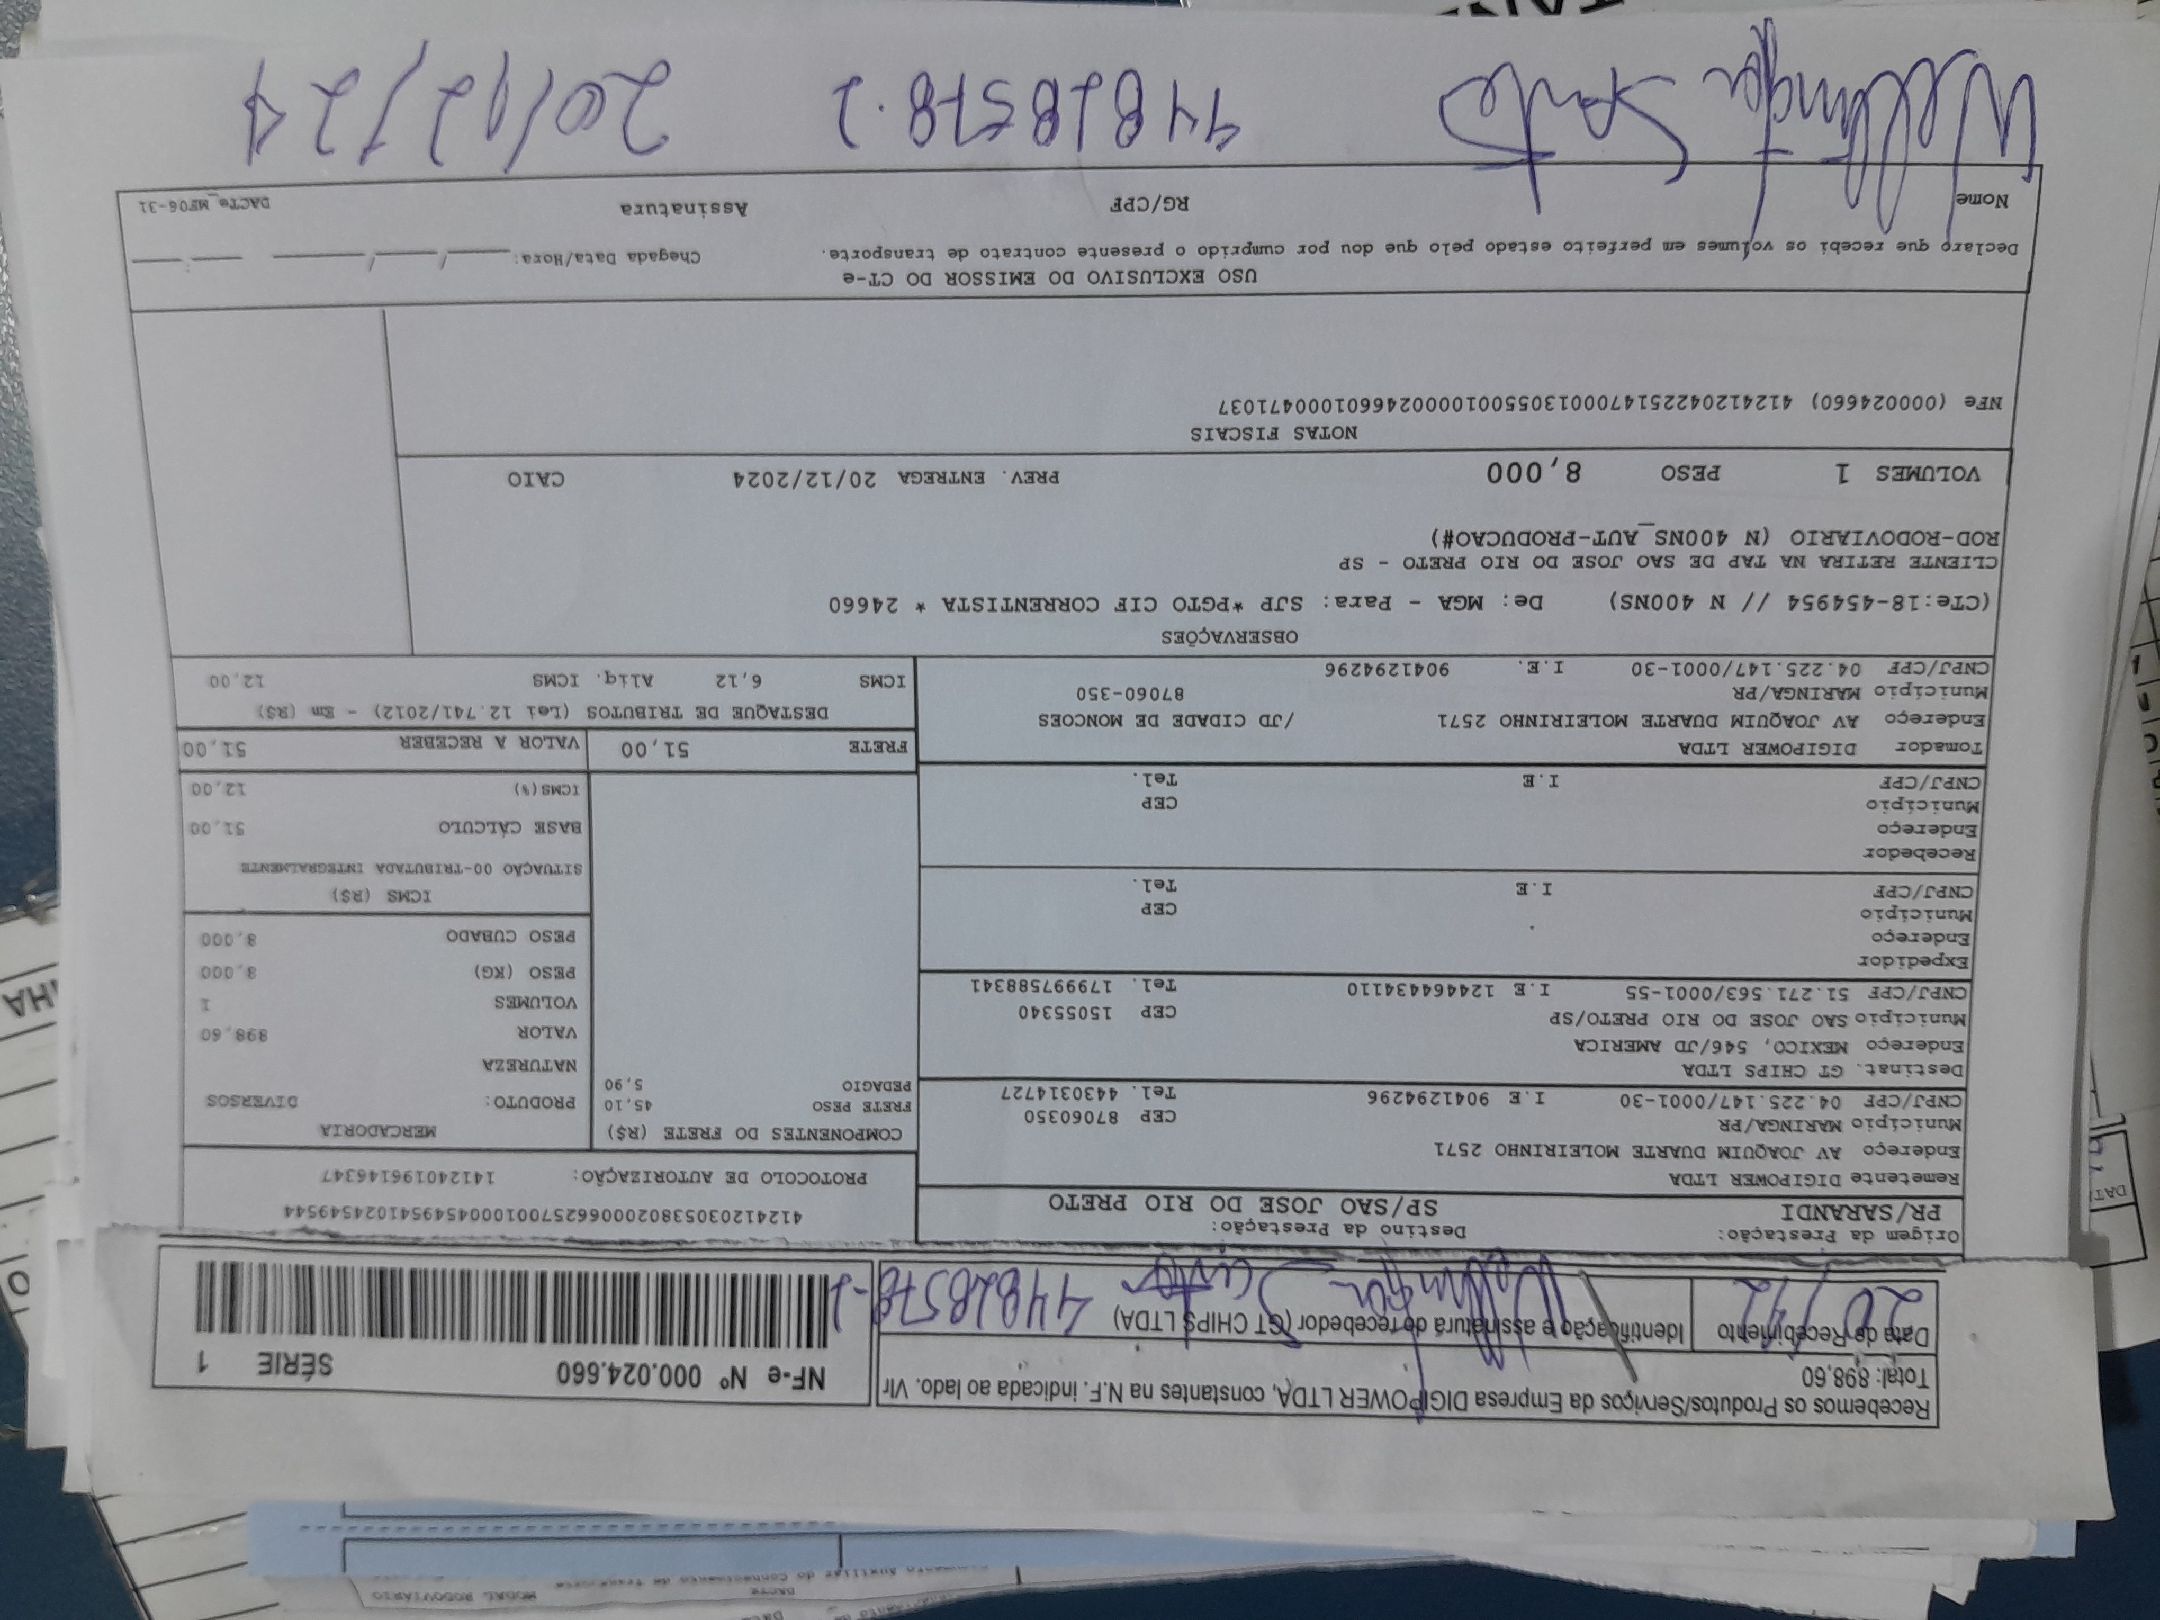 Recebemos os Produtos/Serviços da Empresa DIGIPOWER LTDA, constantes na N.F. indicada ao lado. Vlr
Total: 898,60
NF-e Nº 000.024.660 SÉRIE 1
Data de Recebimento
20/12
Identificação e assinatura do recebedor (GT CHIPS LTDA)
44818578-2
Origem da Prestação:
PR/SARANDI
Destino da Prestação:
SP/SAO JOSE DO RIO PRETO
41241203053802000662570010004549541024549544
PROTOCOLO DE AUTORIZAÇÃO: 141240196146347
Remetente DIGIPOWER LTDA
Endereço AV JOAQUIM DUARTE MOLEIRINHO 2571
Município MARINGA/PR CEP 87060350
CNPJ/CPF 04.225.147/0001-30 I.E 9041294296 Tel. 4430314727
Destinat. GT CHIPS LTDA
Endereço MEXICO, 546/JD AMERICA
Município SAO JOSE DO RIO PRETO/SP CEP 15055340
CNPJ/CPF 51.271.563/0001-55 I.E 124464434110 Tel. 179997588341
Expedidor
Endereço
Município CEP
CNPJ/CPF I.E Tel.
Recebedor
Endereço
Município CEP
CNPJ/CPF I.E Tel.
Tomador DIGIPOWER LTDA
Endereço AV JOAQUIM DUARTE MOLEIRINHO 2571 /JD CIDADE DE MONCOES
Município MARINGA/PR 87060-350
CNPJ/CPF 04.225.147/0001-30 I.E. 9041294296
COMPONENTES DO FRETE (R$)
FRETE PESO 45,10
PEDAGIO 5,90
MERCADORIA
PRODUTO: DIVERSOS
NATUREZA
VALOR 898,60
VOLUMES 1
PESO (KG) 8,000
PESO CUBADO 8,000
ICMS (R$)
SITUAÇÃO 00-TRIBUTADA INTEGRALMENTE
BASE CÁLCULO 51,00
ICMS(%) 12,00
FRETE 51,00
VALOR A RECEBER 51,00
DESTAQUE DE TRIBUTOS (Lei 12.741/2012) - Em (R$)
ICMS 6,12 Aliq. ICMS 12,00
OBSERVAÇÕES
(CTe:18-454954 // N 400NS) De: MGA - Para: SJP *PGTO CIF CORRENTISTA * 24660
CLIENTE RETIRA NA TAP DE SAO JOSE DO RIO PRETO - SP
ROD-RODOVIARIO (N 400NS_AUT-PRODUCAO#)
VOLUMES 1 PESO 8,000 PREV. ENTREGA 20/12/2024 CAIO
NOTAS FISCAIS
NFe (000024660) 41241204225147000130550010000246601000471037
USO EXCLUSIVO DO EMISSOR DO CT-e
Declaro que recebi os volumes em perfeito estado pelo que dou por cumprido o presente contrato de transporte. Chegada Data/Hora: ____/____/____ __:__
Nome RG/CPF Assinatura DACTe_MF06-31
44818578-2 20/12/24